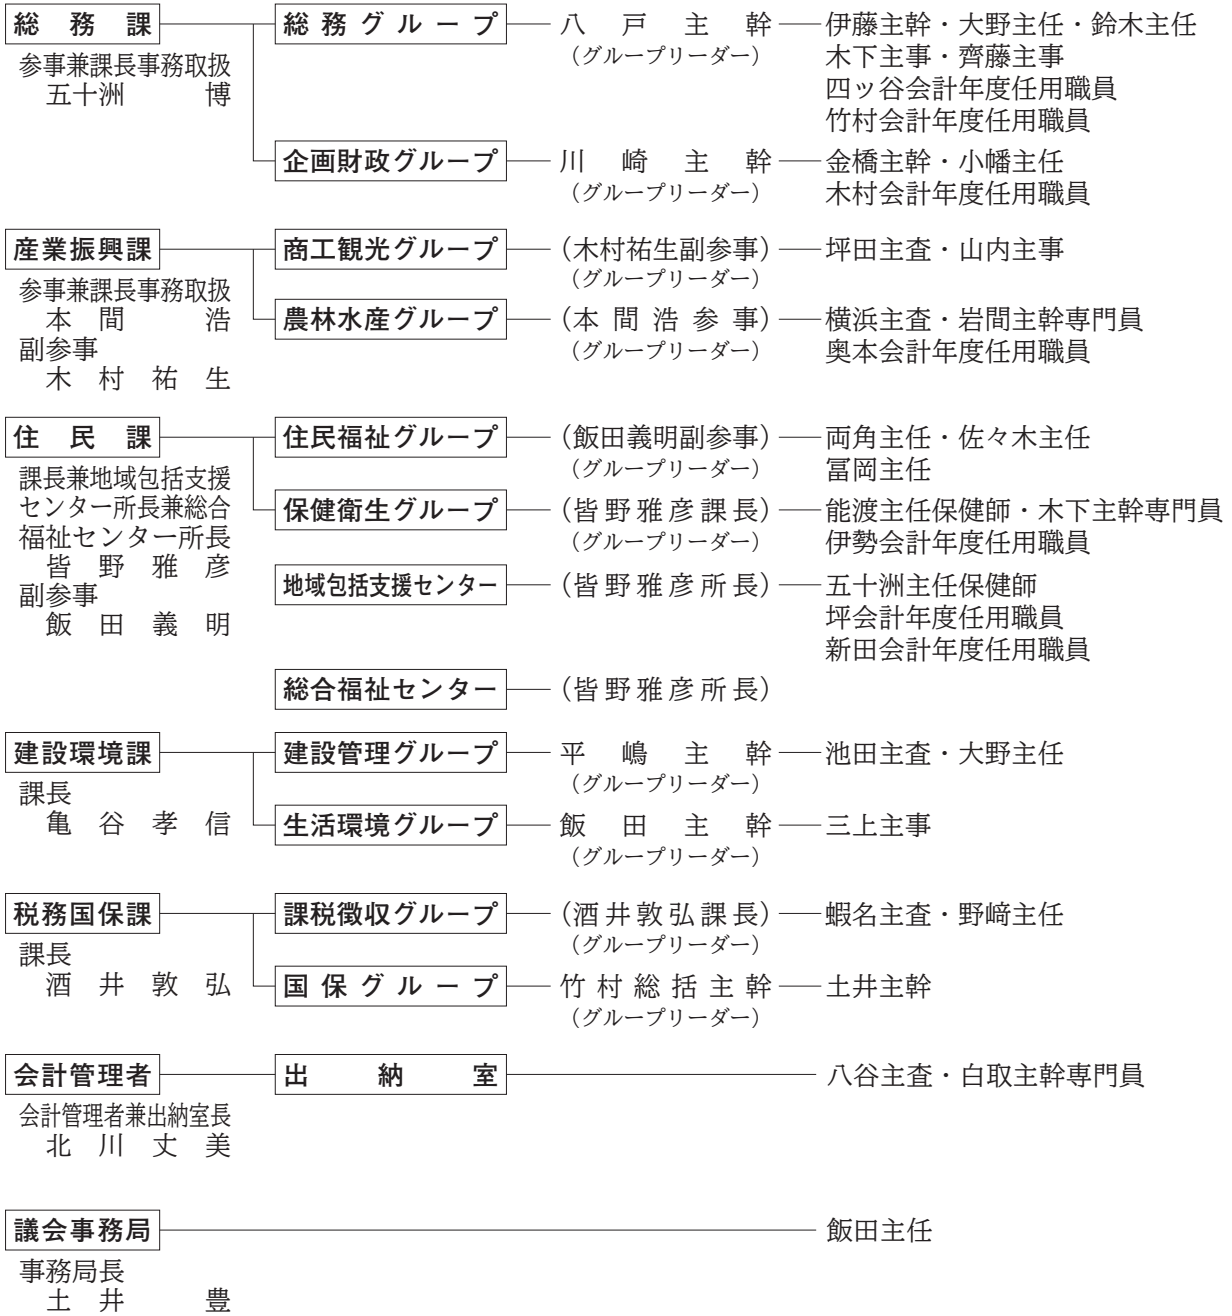 総務課 総務グループ 八戸主幹 伊藤主幹・大野主任・鈴木主任
参事兼課長事務取扱 （グループリーダー） 木下主事・齊藤主事
五十洲 博 四ッ谷会計年度任用職員
竹村会計年度任用職員
企画財政グループ 川崎主幹 金橋主幹・小幡主任
（グループリーダー） 木村会計年度任用職員
産業振興課 商工観光グループ （木村祐生副参事） 坪田主査・山内主事
参事兼課長事務取扱 （グループリーダー）
本間 浩 農林水産グループ （本間浩参事） 横浜主査・岩間主幹専門員
副参事 （グループリーダー） 奥本会計年度任用職員
木村祐生
住民課 住民福祉グループ （飯田義明副参事） 両角主任・佐々木主任
課長兼地域包括支援 （グループリーダー） 冨岡主任
センター所長兼総合 保健衛生グループ （皆野雅彦課長） 能渡主任保健師・木下主幹専門員
福祉センター所長 （グループリーダー） 伊勢会計年度任用職員
皆野雅彦
副参事 地域包括支援センター （皆野雅彦所長） 五十洲主任保健師
飯田義明 坪会計年度任用職員
新田会計年度任用職員
総合福祉センター （皆野雅彦所長）
建設環境課 建設管理グループ 平嶋主幹 池田主査・大野主任
課長 （グループリーダー）
亀谷孝信 生活環境グループ 飯田主幹 三上主事
（グループリーダー）
税務国保課 課税徴収グループ （酒井敦弘課長） 蝦名主査・野﨑主任
課長 （グループリーダー）
酒井敦弘 国保グループ 竹村総括主幹 土井主幹
（グループリーダー）
会計管理者 出納室 八谷主査・白取主幹専門員
会計管理者兼出納室長
北川丈美
議会事務局 飯田主任
事務局長
土井 豊